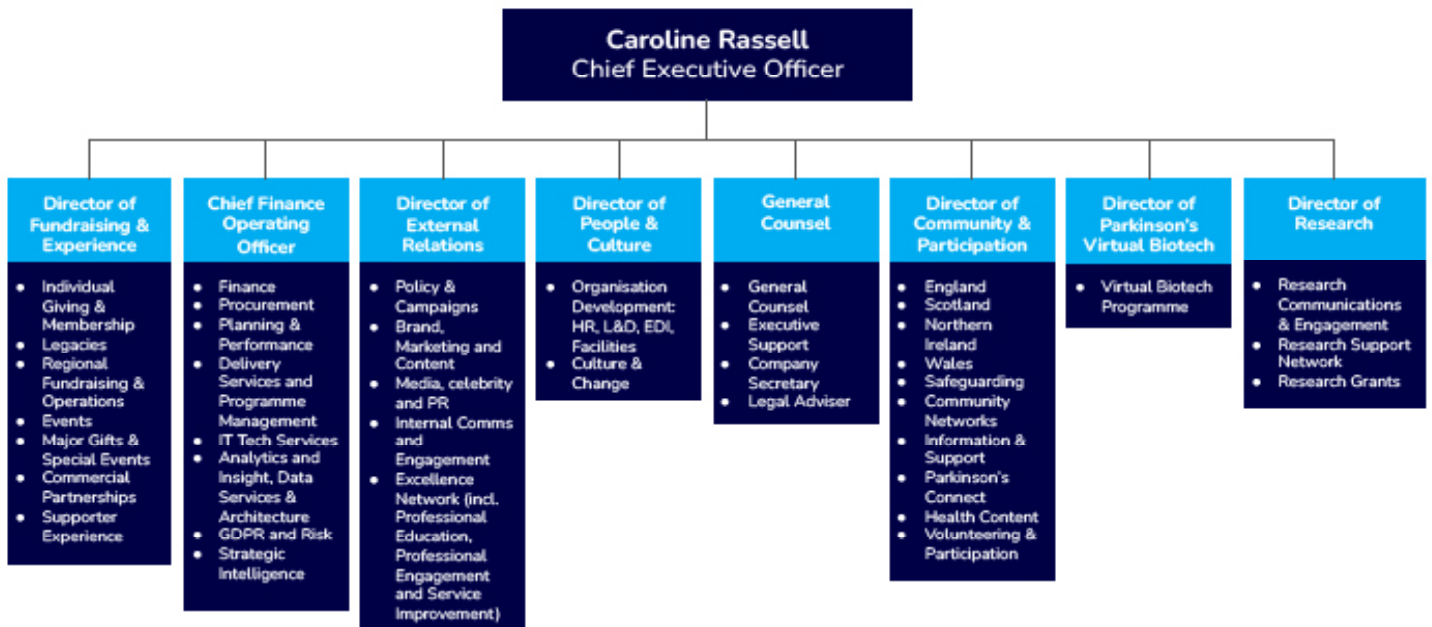 Caroline Rassell
Chief Executive Officer
Director of
Fundraising &
Experience
• Individual
Giving &
Membership
• Legacies
• Regional
Fundraising &
Operations
• Events
• Major Gifts &
Special Events
• Commercial
Partnerships
• Supporter
Experience
Chief Finance
Operating
Officer
• Finance
• Procurement
• Planning &
Performance
• Delivery
Services and
Programme
Management
• IT Tech Services
• Analytics and
Insight, Data
Services &
Architecture
• GDPR and Risk
• Strategic
Intelligence
Director of
External
Relations
• Policy &
Campaigns
• Brand,
Marketing and
Content
• Media, celebrity
and PR
• Internal Comms
and
Engagement
• Excellence
Network (incl.
Professional
Education,
Professional
Engagement
and Service
Improvement)
Director of
People &
Culture
• Organisation
Development:
HR, L&D, EDI,
Facilities
• Culture &
Change
General
Counsel
• General
Counsel
• Executive
Support
• Company
Secretary
• Legal Adviser
Director of
Community &
Participation
• England
• Scotland
• Northern
Ireland
• Wales
• Safeguarding
• Community
Networks
• Information &
Support
• Parkinson's
Connect
• Health Content
• Volunteering &
Participation
Director of
Parkinson's
Virtual Biotech
• Virtual Biotech
Programme
Director of
Research
• Research
Communications
& Engagement
• Research Support
Network
• Research Grants